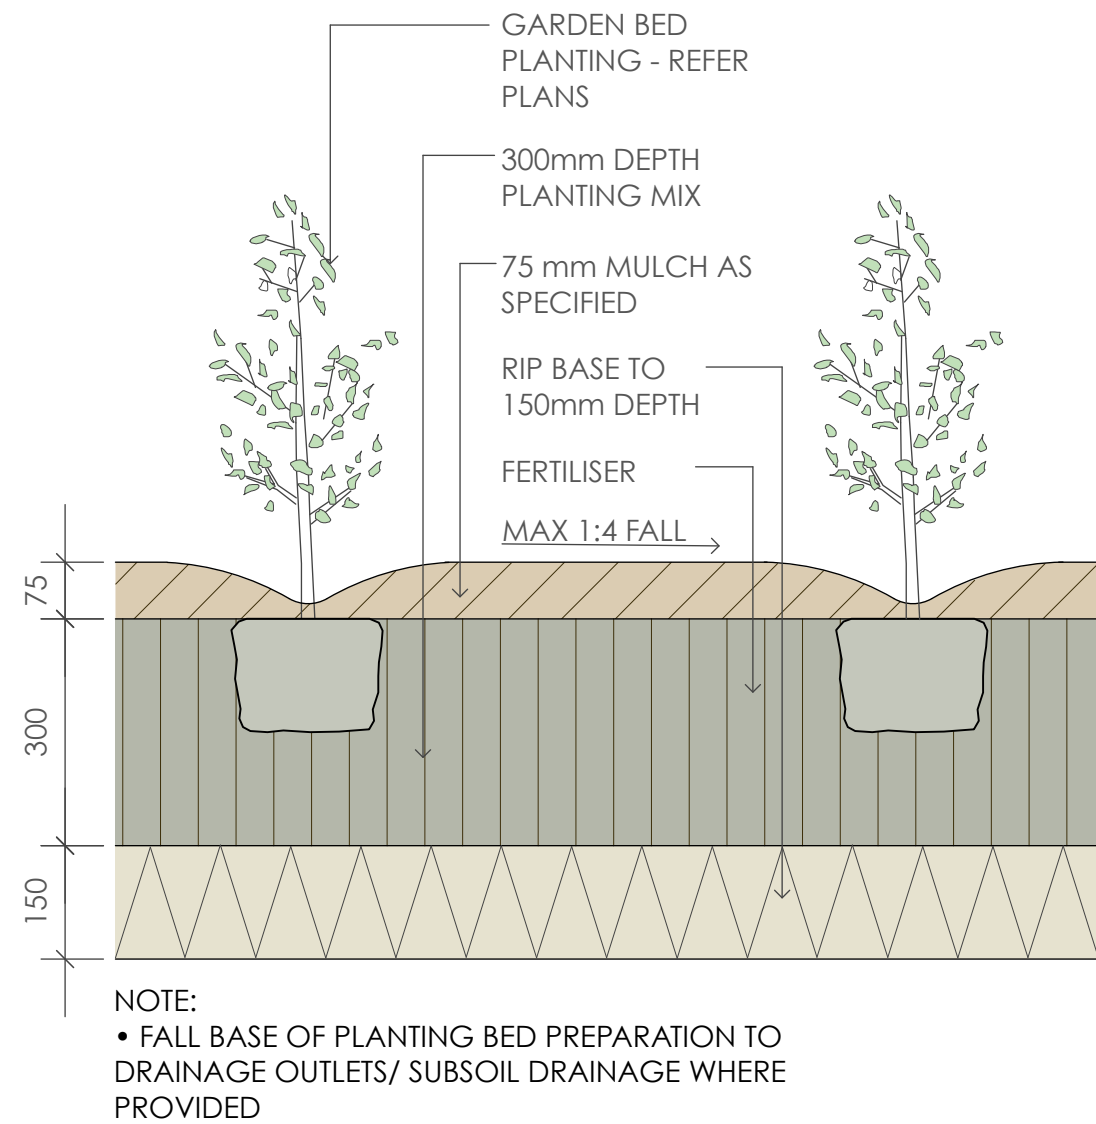 GARDEN BED
PLANTING - REFER
PLANS
300mm DEPTH
PLANTING MIX
75 mm MULCH AS
SPECIFIED
RIP BASE TO
150mm DEPTH
FERTILISER
MAX 1:4 FALL
75
300
150
NOTE:
• FALL BASE OF PLANTING BED PREPARATION TO
DRAINAGE OUTLETS/ SUBSOIL DRAINAGE WHERE
PROVIDED